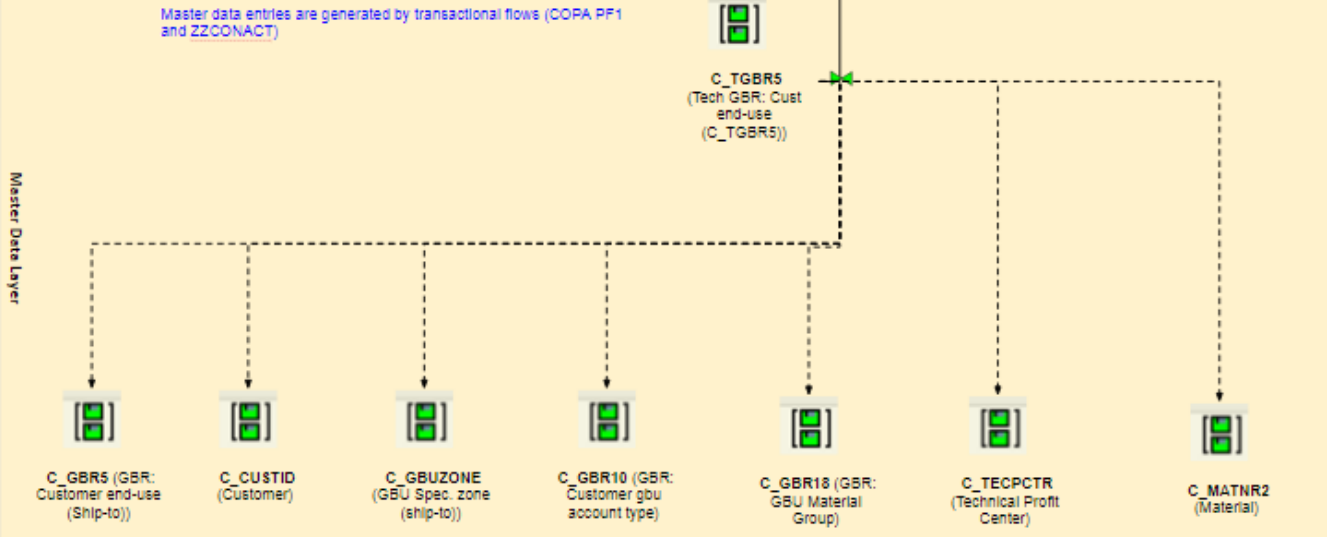 Master data entries are generated by transactional flows (COPA PF1
and ZZCONACT)
C_TGBR5
(Tech GBR: Cust
end-use
(C_TGBR5))
Master Data Layer
C_GBR5 (GBR:
Customer end-use
(Ship-to))
C_CUSTID
(Customer)
C_GBUZONE
(GBU Spec. zone
(ship-to))
C_GBR10 (GBR:
Customer gbu
account type)
C_GBR18 (GBR:
GBU Material
Group)
C_TECPCTR
(Technical Profit
Center)
C_MATNR2
(Material)